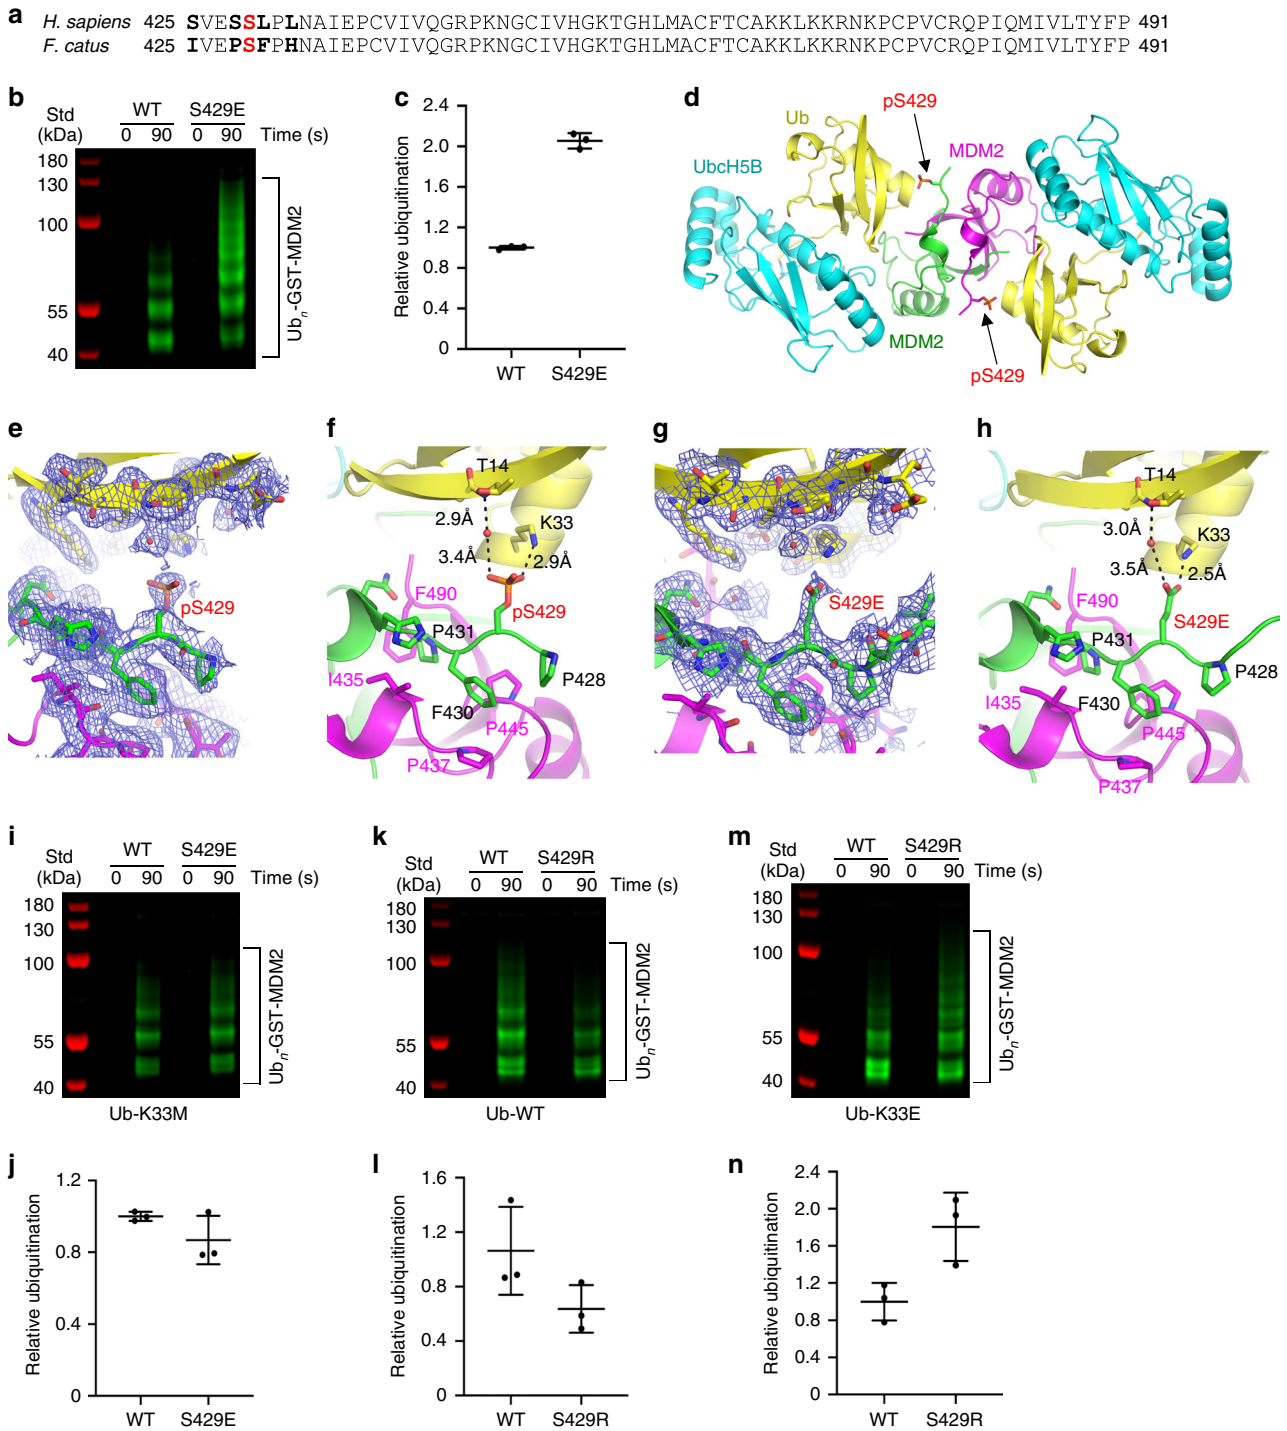 a
H. sapiens 425 SVESSLPLNAIEPCVIVQGRPKNGCIVHGKTGHLMACFTCAKKLKKRNKPCPVCRQPIQMIVLTYFP 491
F. catus 425 IVEPSFPHNAIEPCVIVQGRPKNGCIVHGKTGHLMACFTCAKKLKKRNKPCPVCRQPIQMIVLTYFP 491
b
Std (kDa)
WT S429E
0 90 0 90 Time (s)
180
130
100
55
40
Ubn-GST-MDM2
c
Relative ubiquitination
2.4
2.0
1.6
1.2
0.8
0.4
0
WT S429E
d
pS429
Ub
MDM2
UbcH5B
MDM2
pS429
e
pS429
f
T14
2.9Å
K33
3.4Å
2.9Å
pS429
F490
P431
P428
I435
F430
P445
P437
g
S429E
h
T14
3.0Å
K33
3.5Å
2.5Å
F490
S429E
P431
P428
I435
F430
P445
P437
i
Std (kDa)
WT S429E
0 90 0 90 Time (s)
180
130
100
55
40
Ubn-GST-MDM2
Ub-K33M
k
Std (kDa)
WT S429R
0 90 0 90 Time (s)
180
130
100
55
40
Ubn-GST-MDM2
Ub-WT
m
Std (kDa)
WT S429R
0 90 0 90 Time (s)
180
130
100
55
40
Ubn-GST-MDM2
Ub-K33E
j
Relative ubiquitination
1.2
0.8
0.4
0
WT S429E
l
Relative ubiquitination
1.6
1.2
0.8
0.4
0
WT S429R
n
Relative ubiquitination
2.4
2.0
1.6
1.2
0.8
0.4
0
WT S429R